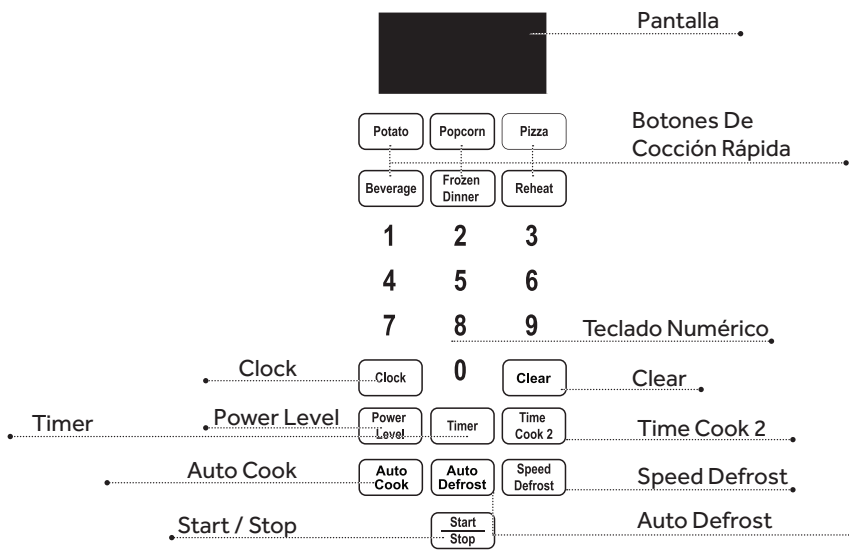 Pantalla
Potato Popcorn Pizza
Botones De
Cocción Rápida
Beverage Frozen Dinner Reheat
1 2 3
4 5 6
7 8 9
Teclado Numérico
Clock
Clock 0 Clear
Clear
Timer
Power Level
Power Level Timer Time Cook 2
Time Cook 2
Auto Cook
Auto Cook Auto Defrost Speed Defrost
Speed Defrost
Start / Stop
Start Stop
Auto Defrost